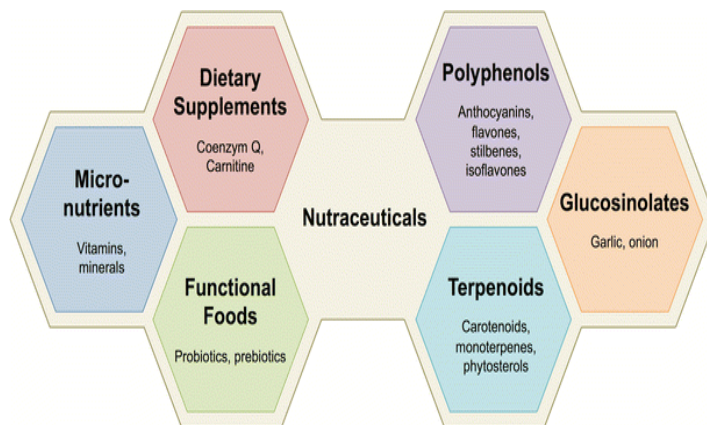 Dietary
Supplements
Coenzym Q,
Carnitine
Polyphenols
Anthocyanins,
flavones,
stilbenes,
isoflavones
Micro-
nutrients
Vitamins,
minerals
Nutraceuticals
Glucosinolates
Garlic, onion
Functional
Foods
Probiotics, prebiotics
Terpenoids
Carotenoids,
monoterpenes,
phytosterols